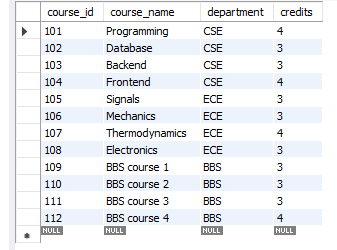 course_id course_name department credits
101 Programming CSE 4
102 Database CSE 3
103 Backend CSE 3
104 Frontend CSE 4
105 Signals ECE 3
106 Mechanics ECE 3
107 Thermodynamics ECE 4
108 Electronics ECE 3
109 BBS course 1 BBS 3
110 BBS course 2 BBS 3
111 BBS course 3 BBS 3
112 BBS course 4 BBS 4
NULL NULL NULL NULL